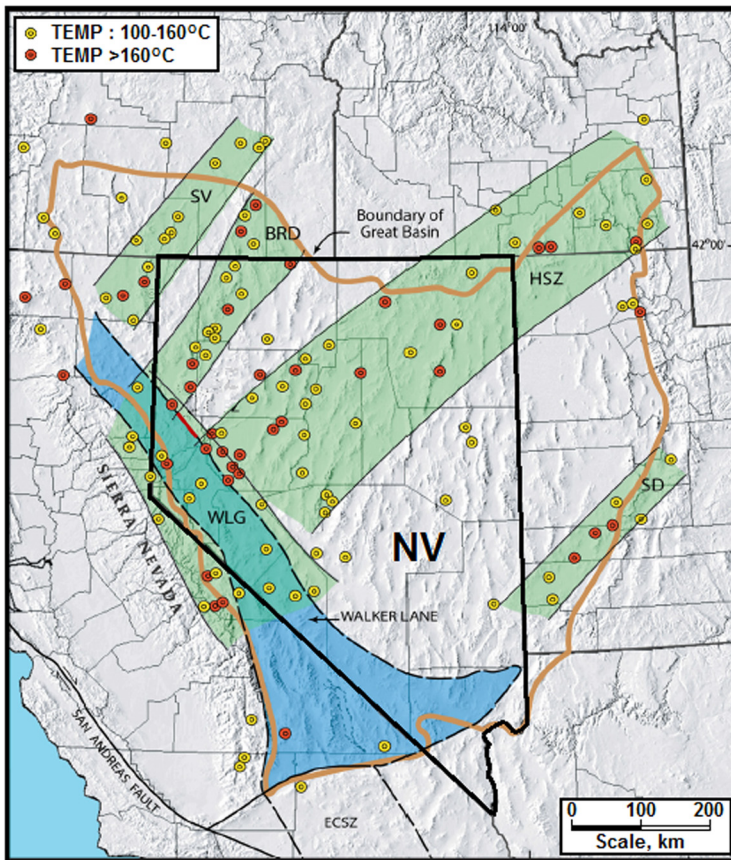 TEMP : 100-160°C
TEMP >160°C
114°00'
SV
BRD
Boundary of
Great Basin
42°00'
HSZ
SIERRA NEVADA
WLG
NV
SD
WALKER LANE
SAN ANDREAS FAULT
ECSZ
0 100 200
Scale, km